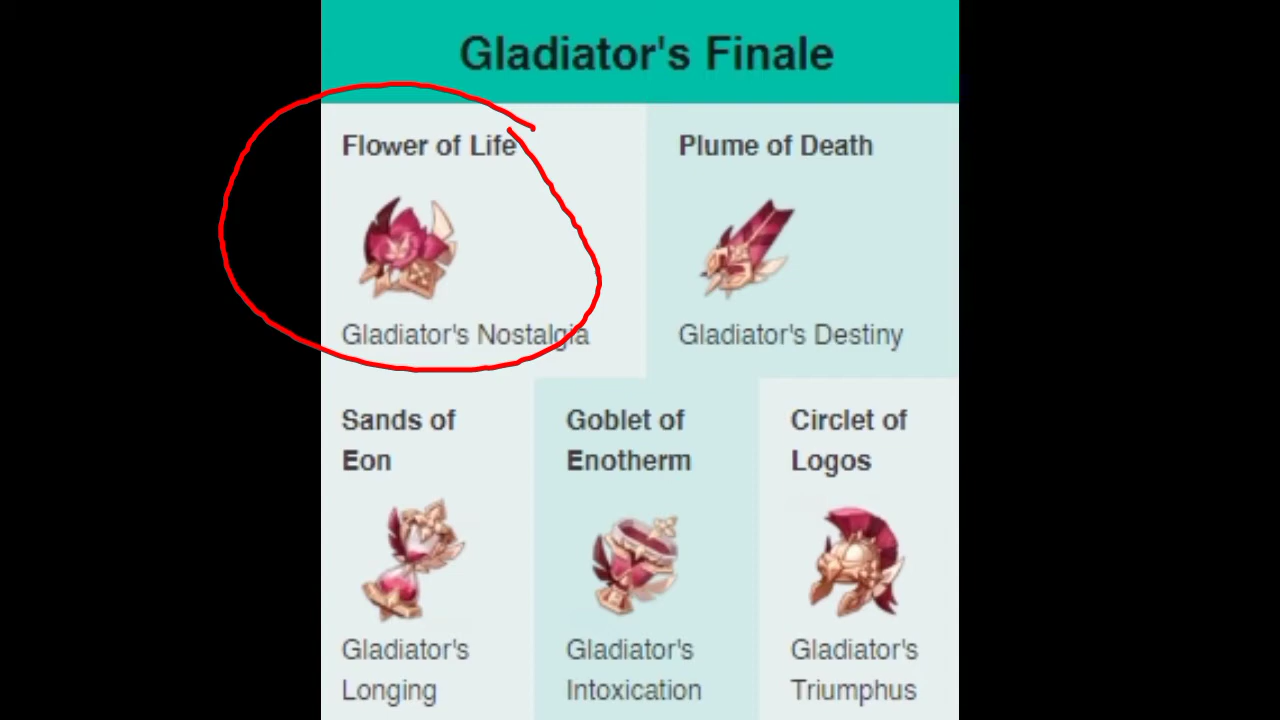 Gladiator's Finale
Flower of Life
Plume of Death
Gladiator's Nostalgia
Gladiator's Destiny
Sands of
Eon
Goblet of
Enotherm
Circlet of
Logos
Gladiator's
Longing
Gladiator's
Intoxication
Gladiator's
Triumphus